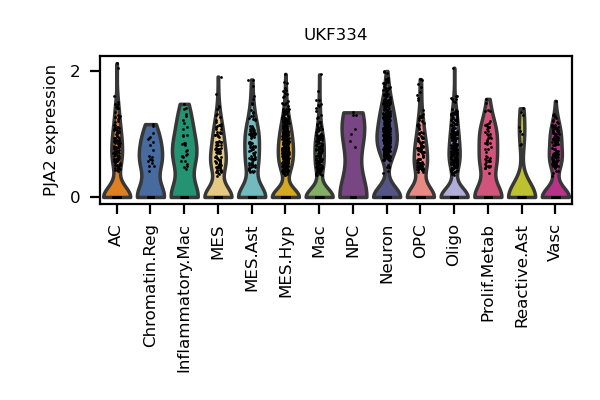 UKF334
PJA2 expression
2
0
AC
Chromatin.Reg
Inflammatory.Mac
MES
MES.Ast
MES.Hyp
Mac
NPC
Neuron
OPC
Oligo
Prolif.Metab
Reactive.Ast
Vasc